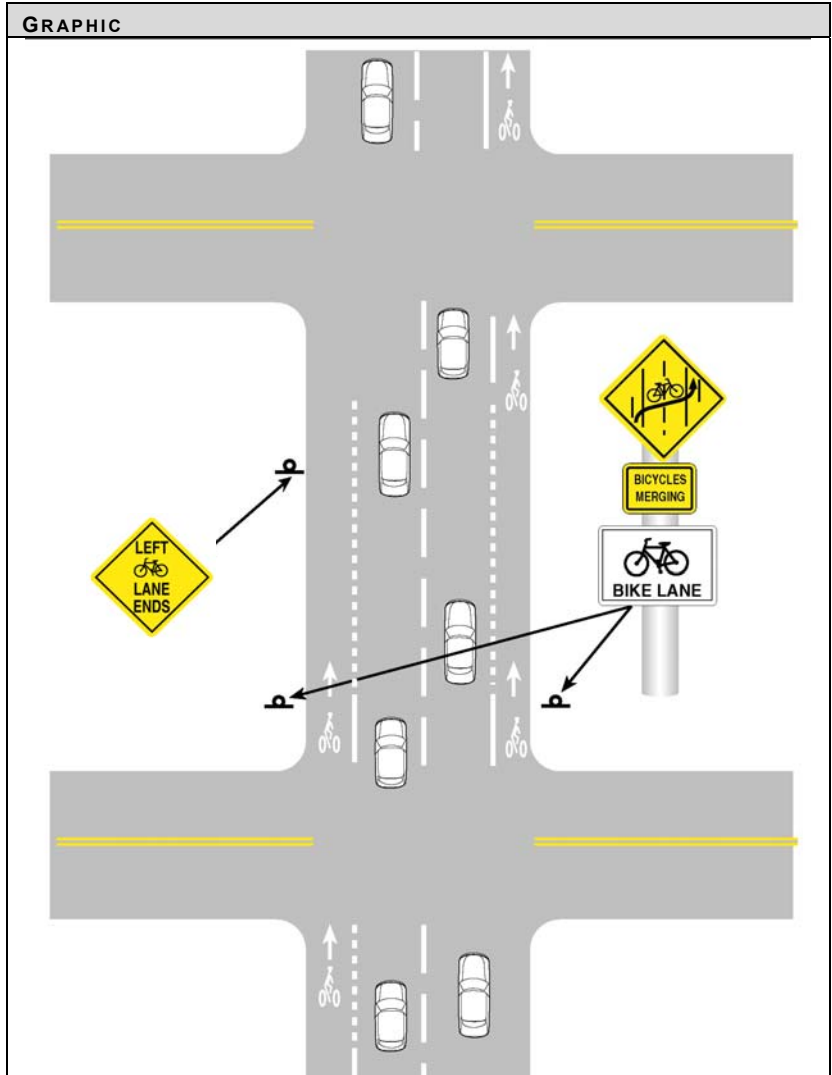 GRAPHIC
BICYCLES
MERGING
BIKE LANE
LEFT
LANE
ENDS